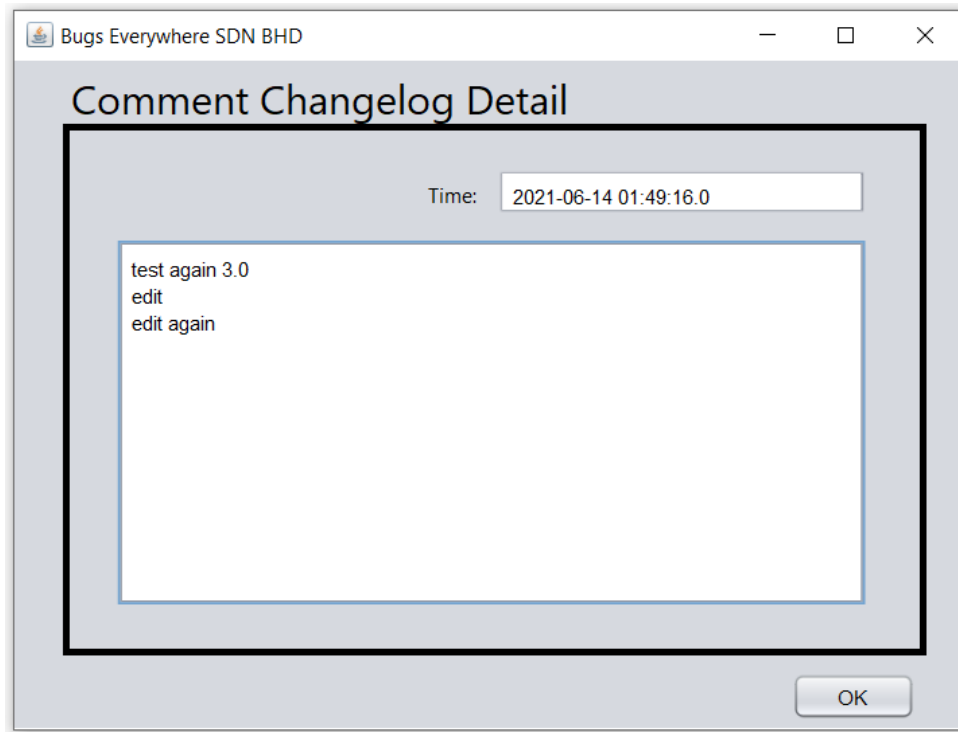 Bugs Everywhere SDN BHD
Comment Changelog Detail
Time: 2021-06-14 01:49:16.0
test again 3.0
edit
edit again
OK